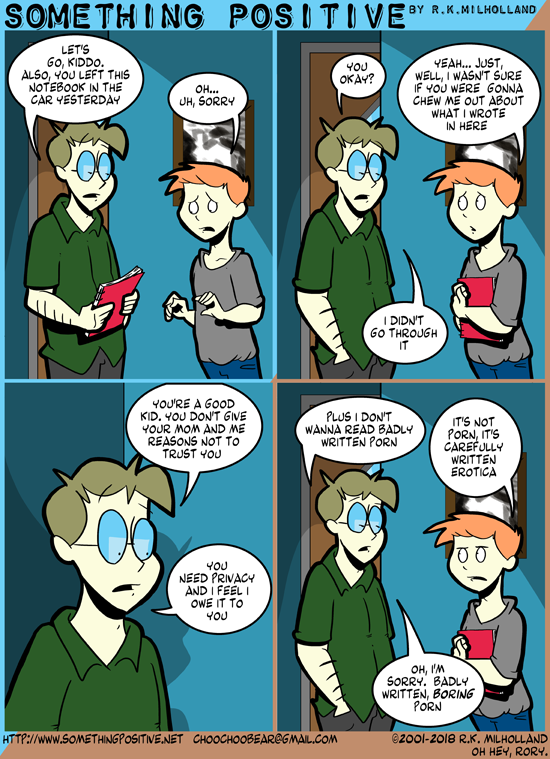 SOMETHING POSITIVE BY R.K.MILHOLLAND
LET'S
GO, KIDDO.
ALSO, YOU LEFT THIS
NOTEBOOK IN THE
CAR YESTERDAY
OH...
UH, SORRY
YOU
OKAY?
YEAH... JUST,
WELL, I WASN'T SURE
IF YOU WERE GONNA
CHEW ME OUT ABOUT
WHAT I WROTE
IN HERE
I DIDN'T
GO THROUGH
IT
YOU'RE A GOOD
KID. YOU DON'T GIVE
YOUR MOM AND ME
REASONS NOT TO
TRUST YOU
YOU
NEED PRIVACY
AND I FEEL I
OWE IT TO
YOU
PLUS I DON'T
WANNA READ BADLY
WRITTEN PORN
IT'S NOT
PORN, IT'S
CAREFULLY
WRITTEN
EROTICA
OH, I'M
SORRY. BADLY
WRITTEN, BORING
PORN
HTTP://WWW.SOMETHINGPOSITIVE.NET CHOOCHOOBEAR@GMAIL.COM ©2001-2018 R.K. MILHOLLAND
OH HEY, RORY.